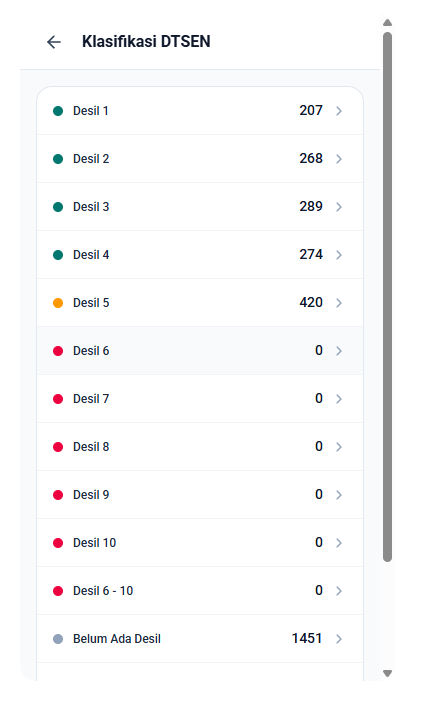 Klasifikasi DTSEN
Desil 1 207
Desil 2 268
Desil 3 289
Desil 4 274
Desil 5 420
Desil 6 0
Desil 7 0
Desil 8 0
Desil 9 0
Desil 10 0
Desil 6 - 10 0
Belum Ada Desil 1451